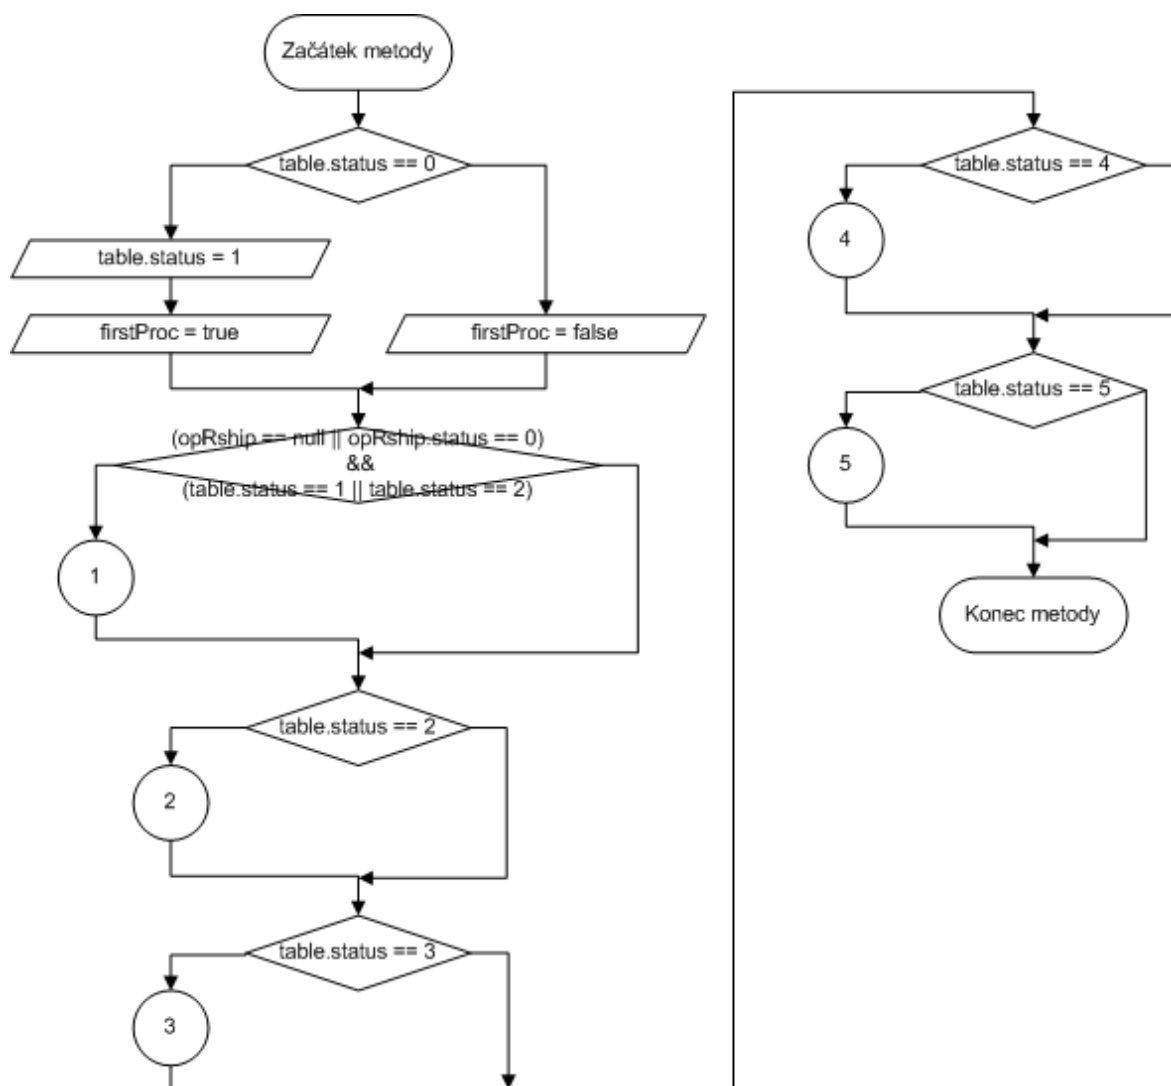 Začátek metody
table.status == 0
table.status = 1
firstProc = true
firstProc = false
(opRship == null || opRship.status == 0)
&&
(table.status == 1 || table.status == 2)
1
table.status == 2
2
table.status == 3
3
table.status == 4
4
table.status == 5
5
Konec metody